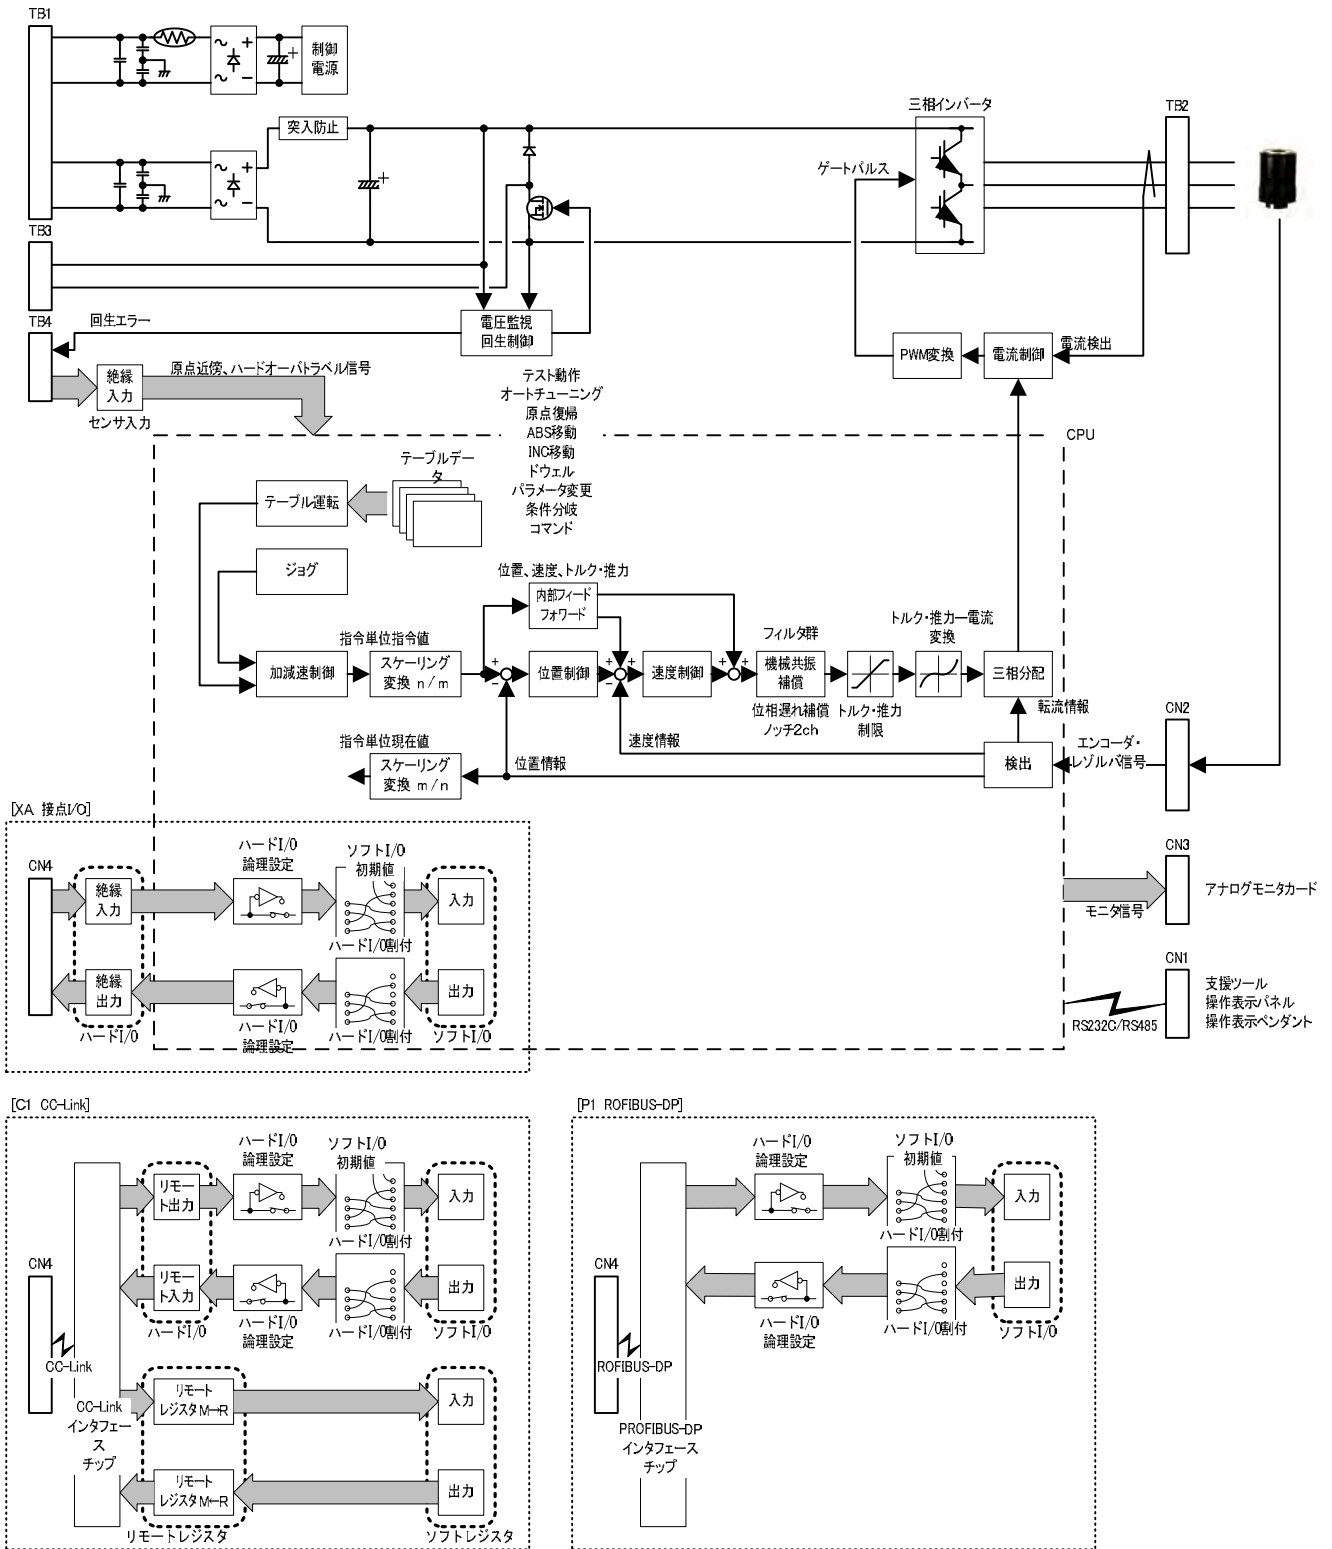 TB1
制御
電源
突入防止
三相インバータ
TB2
ゲートパルス
TB3
TB4
回生エラー
電圧監視
回生制御
PWM変換
電流制御
電流検出
原点近傍、ハードオーバトラベル信号
絶縁
入力
センサ入力
テスト動作
オートチューニング
原点復帰
ABS移動
INC移動
ドウェル
パラメータ変更
条件分岐
コマンド
CPU
テーブルデー
タ
テーブル運転
ジョグ
位置、速度、トルク・推力
内部フィード
フォワード
フィルタ群
トルク・推力ー電流
変換
指令単位指令値
加減速制御
スケーリング
変換 n/m
+
-
位置制御
+
+
-
速度制御
+
+
機械共振
補償
三相分配
位相遅れ補償
ノッチ2ch
トルク・推力
制限
転流情報
CN2
指令単位現在値
スケーリング
変換 m/n
位置情報
速度情報
検出
エンコーダ・
レゾルバ信号
[XA 接点I/O]
CN4
絶縁
入力
ハードI/O
論理設定
ソフトI/O
初期値
入力
ハードI/O割付
絶縁
出力
出力
ハードI/O
ハードI/O
論理設定
ハードI/O割付
ソフトI/O
CN3
アナログモニタカード
モニタ信号
CN1
支援ツール
操作表示パネル
操作表示ペンダント
RS232C/RS485
[C1 CC-Link]
ハードI/O
論理設定
ソフトI/O
初期値
リモー
ト出力
入力
ハードI/O割付
CN4
リモー
ト入力
出力
ハードI/O
ハードI/O
論理設定
ハードI/O割付
ソフトI/O
CC-Link
CC-Link
インタフェー
ス
チップ
リモート
レジスタ M→R
入力
リモート
レジスタ M←R
出力
リモートレジスタ
ソフトレジスタ
[P1 ROFIBUS-DP]
ハードI/O
論理設定
ソフトI/O
初期値
入力
ハードI/O割付
CN4
出力
ハードI/O
論理設定
ハードI/O割付
ソフトI/O
ROFIBUS-DP
PROFIBUS-DP
インタフェース
チップ